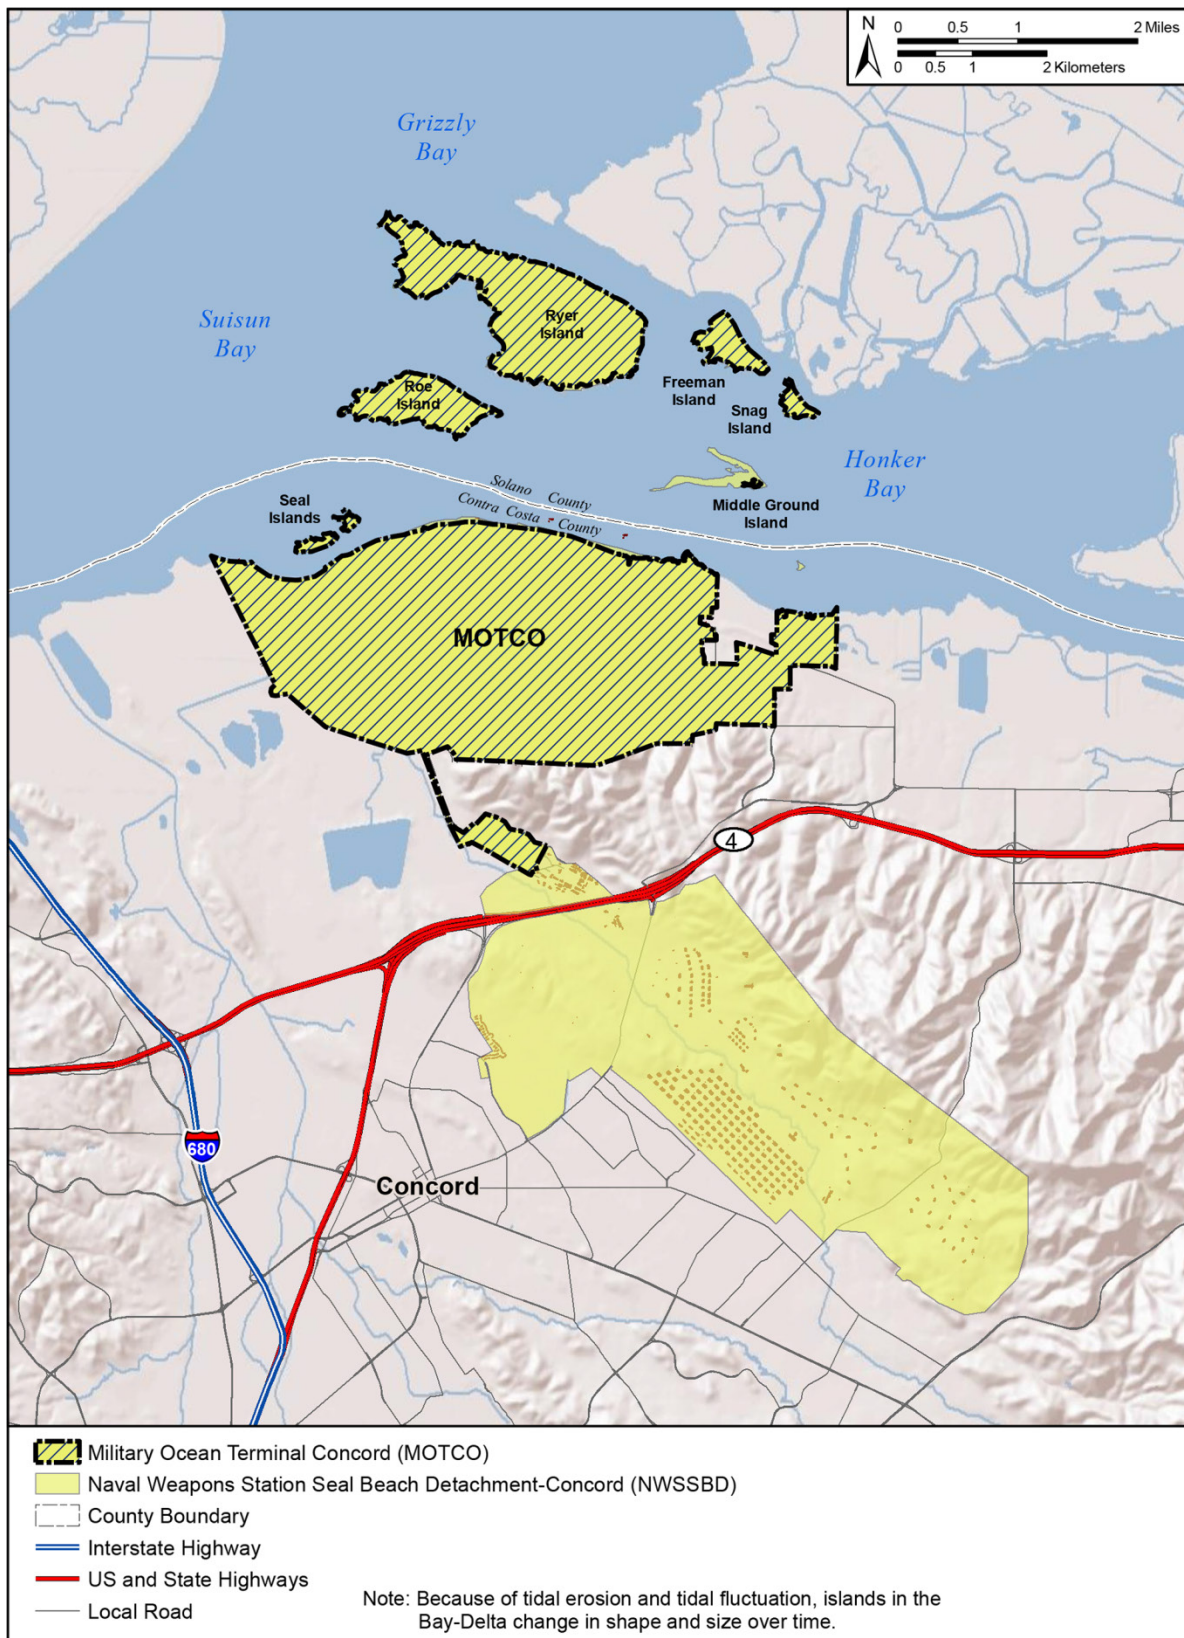 N
0 0.5 1 2 Miles
0 0.5 1 2 Kilometers
Grizzly
Bay
Suisun
Bay
Ryer
Island
Roe
Island
Freeman
Island
Snag
Island
Honker
Bay
Middle Ground
Island
Solano County
Contra Costa County
Seal
Islands
MOTCO
4
680
Concord
Military Ocean Terminal Concord (MOTCO)
Naval Weapons Station Seal Beach Detachment-Concord (NWSSBD)
County Boundary
Interstate Highway
US and State Highways
Local Road
Note: Because of tidal erosion and tidal fluctuation, islands in the
Bay-Delta change in shape and size over time.